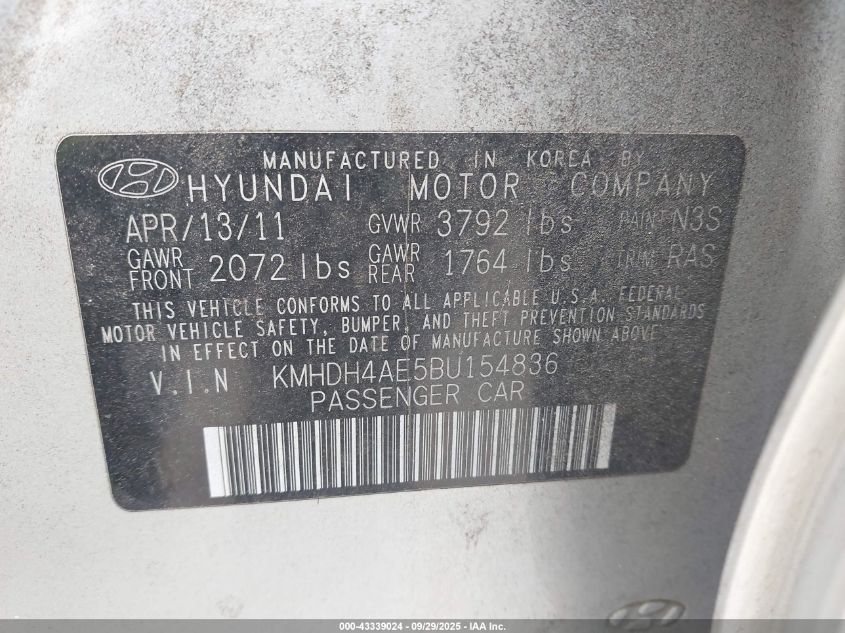 MANUFACTURED IN KOREA BY
HYUNDAI MOTOR COMPANY
APR/13/11 GVWR 3792 lbs PAINT N3S
GAWR FRONT 2072 lbs GAWR REAR 1764 lbs TRIM RAS
THIS VEHICLE CONFORMS TO ALL APPLICABLE U.S.A. FEDERAL
MOTOR VEHICLE SAFETY, BUMPER, AND THEFT PREVENTION STANDARDS
IN EFFECT ON THE DATE OF MANUFACTURE SHOWN ABOVE
V.I.N KMHDH4AE5BU154836
PASSENGER CAR
000-43339024 - 09/29/2025 - IAA Inc.